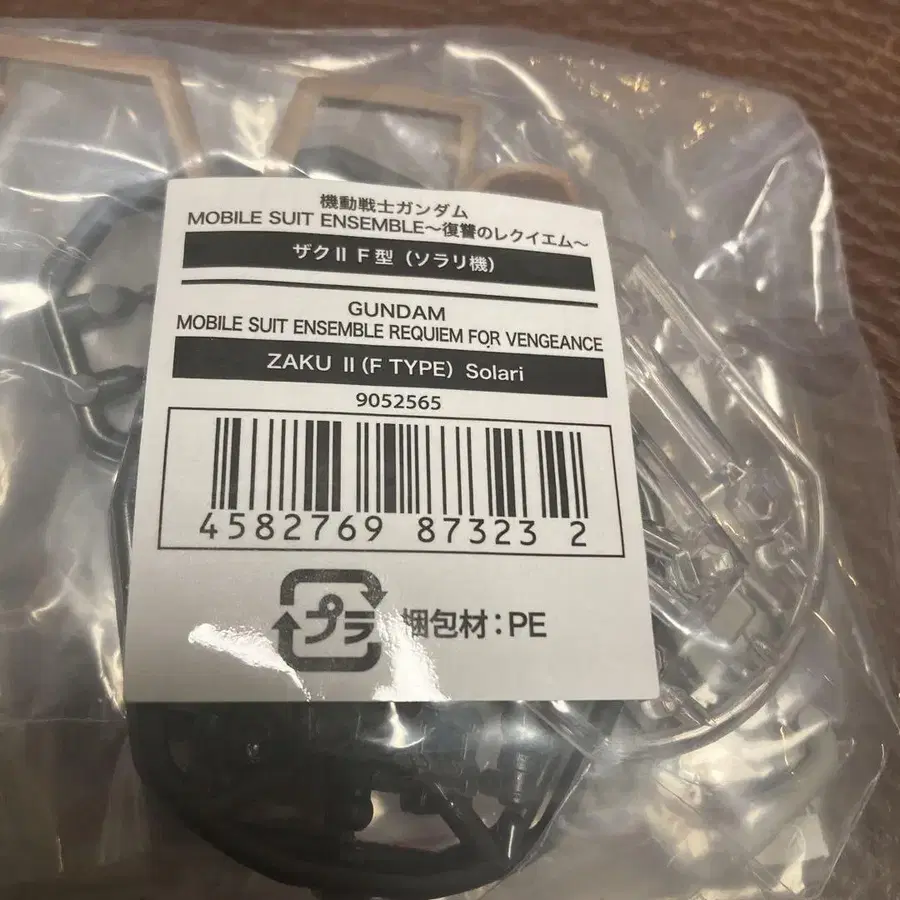 機動戦士ガンダム
MOBILE SUIT ENSEMBLE～復讐のレクイエム～
ザクII F型（ソラリ機）
GUNDAM
MOBILE SUIT ENSEMBLE REQUIEM FOR VENGEANCE
ZAKU II (F TYPE) Solari
9052565
4582769 87323 2
プラ 梱包材：PE